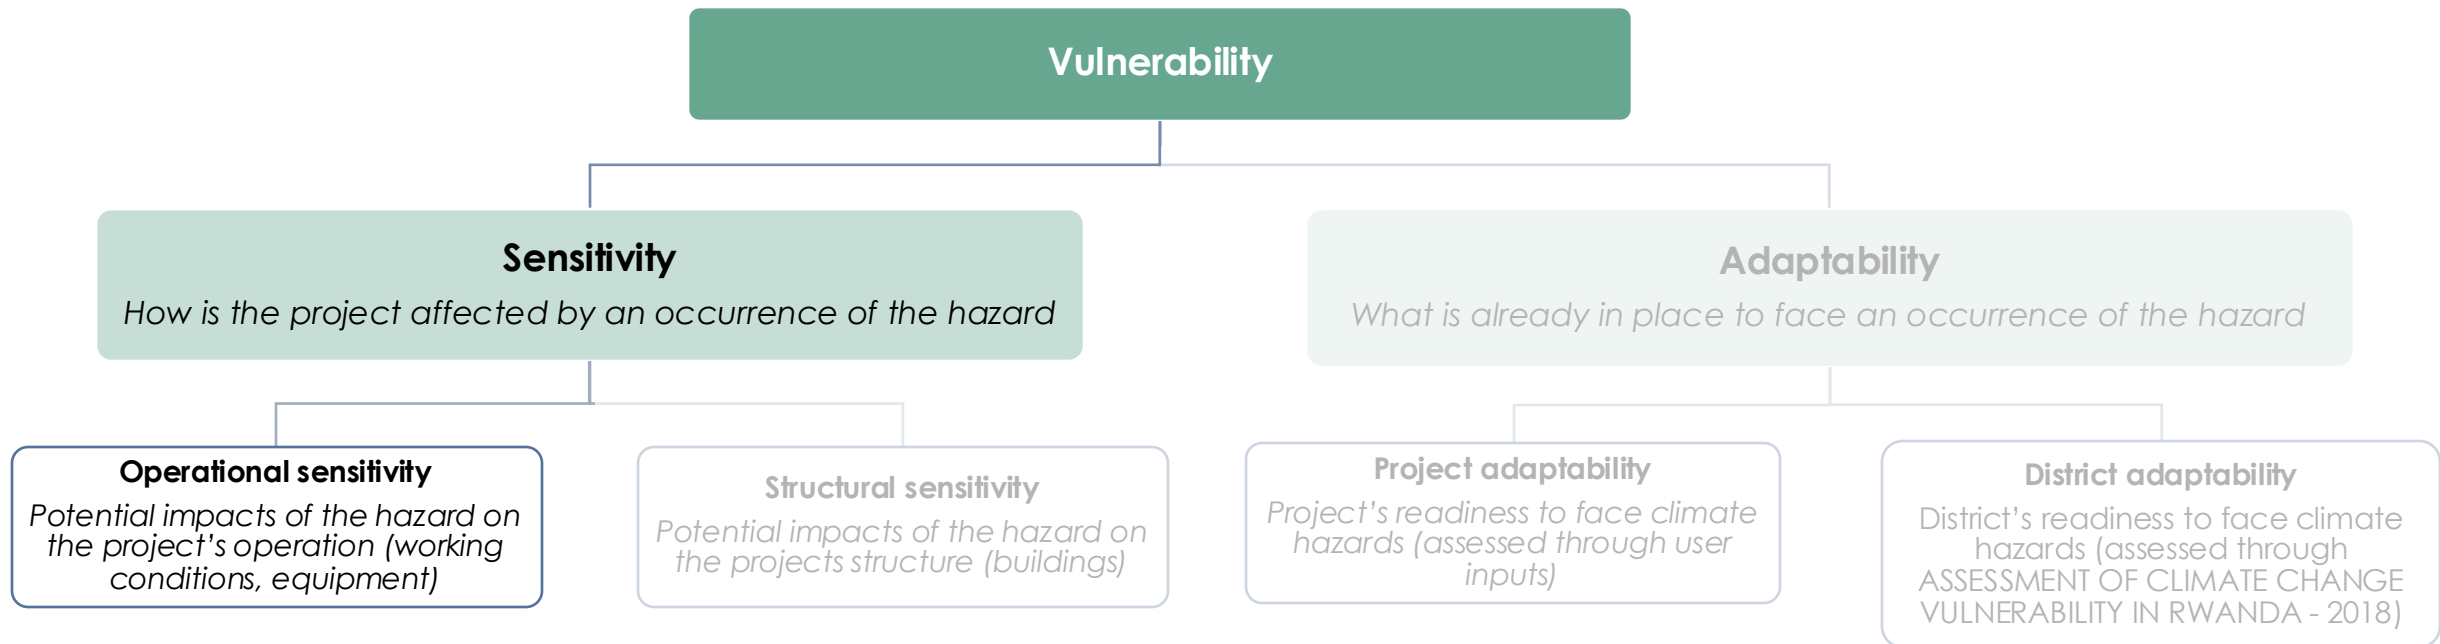 Vulnerability
Sensitivity
How is the project affected by an occurrence of the hazard
Adaptability
What is already in place to face an occurrence of the hazard
Operational sensitivity
Potential impacts of the hazard on
the project's operation (working
conditions, equipment)
Structural sensitivity
Potential impacts of the hazard on
the projects structure (buildings)
Project adaptability
Project's readiness to face climate
hazards (assessed through user
inputs)
District adaptability
District's readiness to face climate
hazards (assessed through
ASSESSMENT OF CLIMATE CHANGE
VULNERABILITY IN RWANDA - 2018)